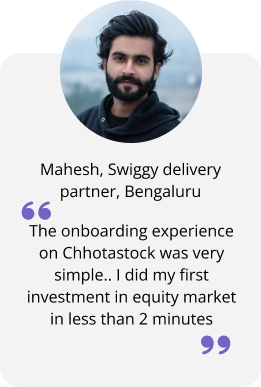 Mahesh, Swiggy delivery
partner, Bengaluru
“
The onboarding experience
on Chhotastock was very
simple.. I did my first
investment in equity market
in less than 2 minutes
”